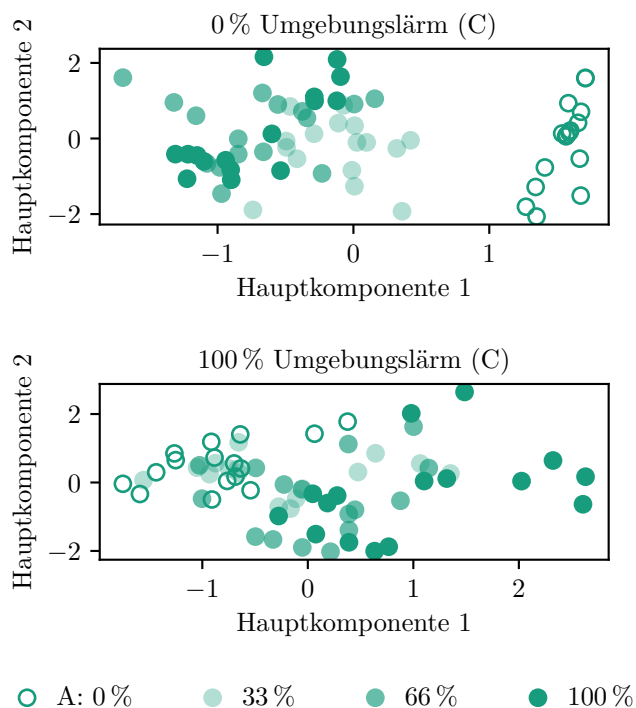 0 % Umgebungslärm (C)
Hauptkomponente 2
2
0
−2
−1
0
1
Hauptkomponente 1
100 % Umgebungslärm (C)
Hauptkomponente 2
2
0
−2
−1
0
1
2
Hauptkomponente 1
A: 0 % 33 % 66 % 100 %